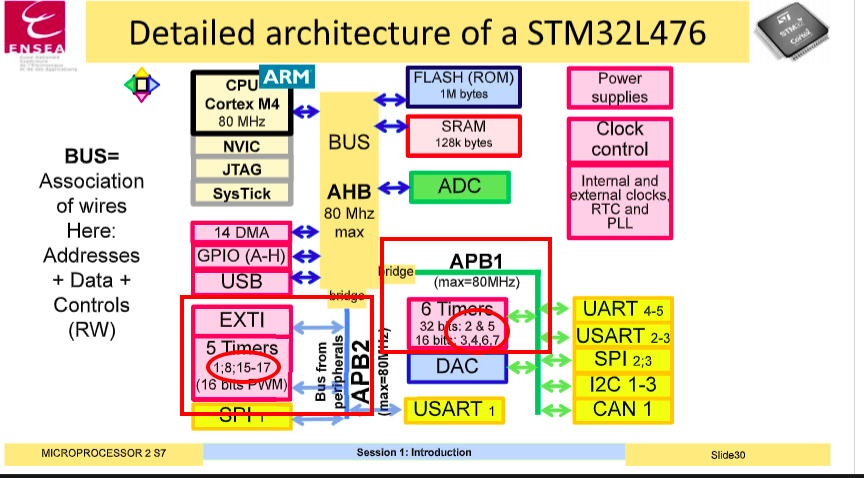 ENSEA
Detailed architecture of a STM32L476
CPU
ARM
Cortex M4
80 MHz
NVIC
JTAG
SysTick
BUS
AHB
80 Mhz
max
FLASH (ROM)
1M bytes
SRAM
128k bytes
ADC
Power
supplies
Clock
control
Internal and
external clocks,
RTC and
PLL
BUS=
Association
of wires
Here:
Addresses
+ Data +
Controls
(RW)
14 DMA
GPIO (A-H)
USB
bridge
bridge
APB1
(max=80MHz)
EXTI
5 Timers
1;8;15-17
(16 bits PWM)
SPI 1
Bus from
peripherals
APB2
(max=80MHz)
6 Timers
32 bits: 2 & 5
16 bits: 3,4,6,7
DAC
USART 1
UART 4-5
USART 2-3
SPI 2;3
I2C 1-3
CAN 1
MICROPROCESSOR 2 S7
Session 1: Introduction
Slide30